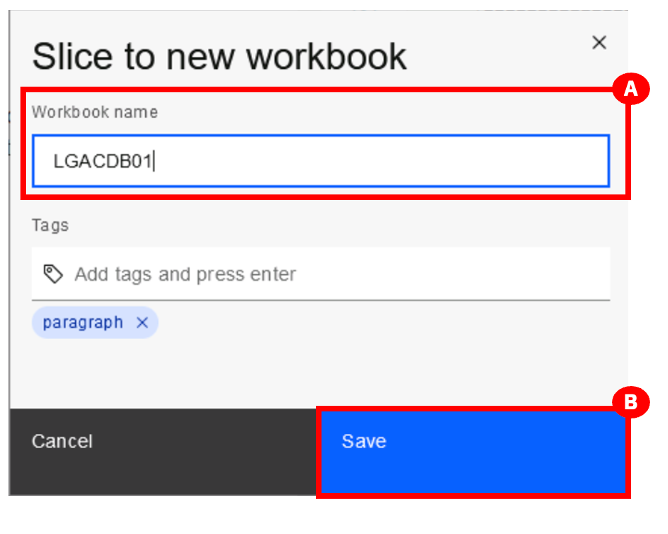 Slice to new workbook
A
Workbook name
LGACDB01
Tags
Add tags and press enter
paragraph
B
Cancel
Save